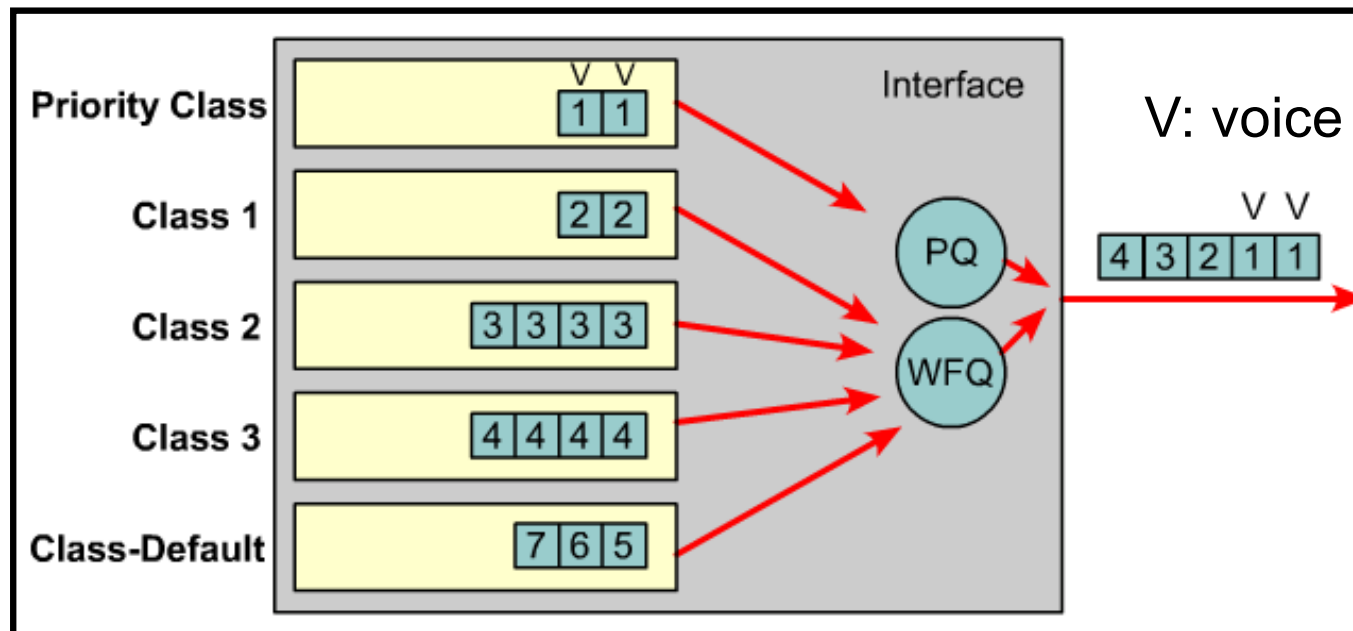 V V
Priority Class
1 1
Interface
V: voice
Class 1
2 2
V V
PQ
4 3 2 1 1
Class 2
3 3 3 3
WFQ
Class 3
4 4 4 4
Class-Default
7 6 5